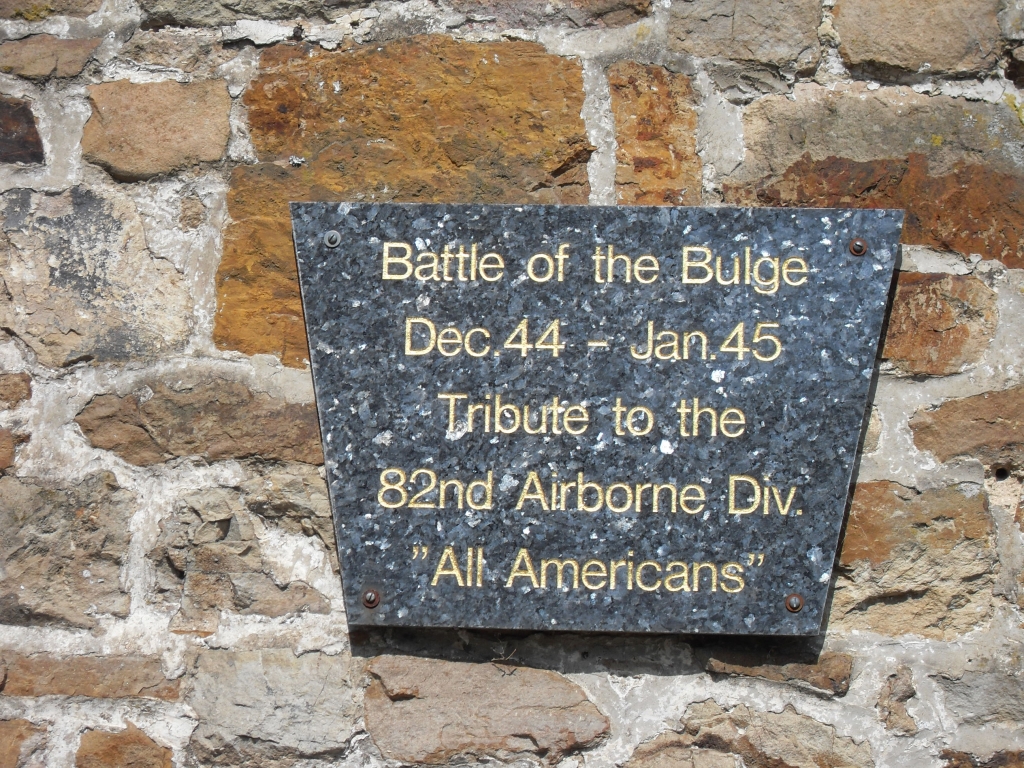 Battle of the Bulge
Dec.44 - Jan.45
Tribute to the
82nd Airborne Div.
"All Americans"